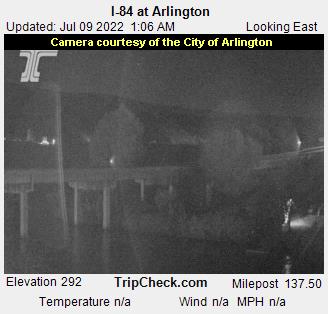 I-84 at Arlington
Updated: Jul 09 2022 1:06 AM Looking East
Camera courtesy of the City of Arlington
Elevation 292 TripCheck.com Milepost 137.50
Temperature n/a Wind n/a MPH n/a